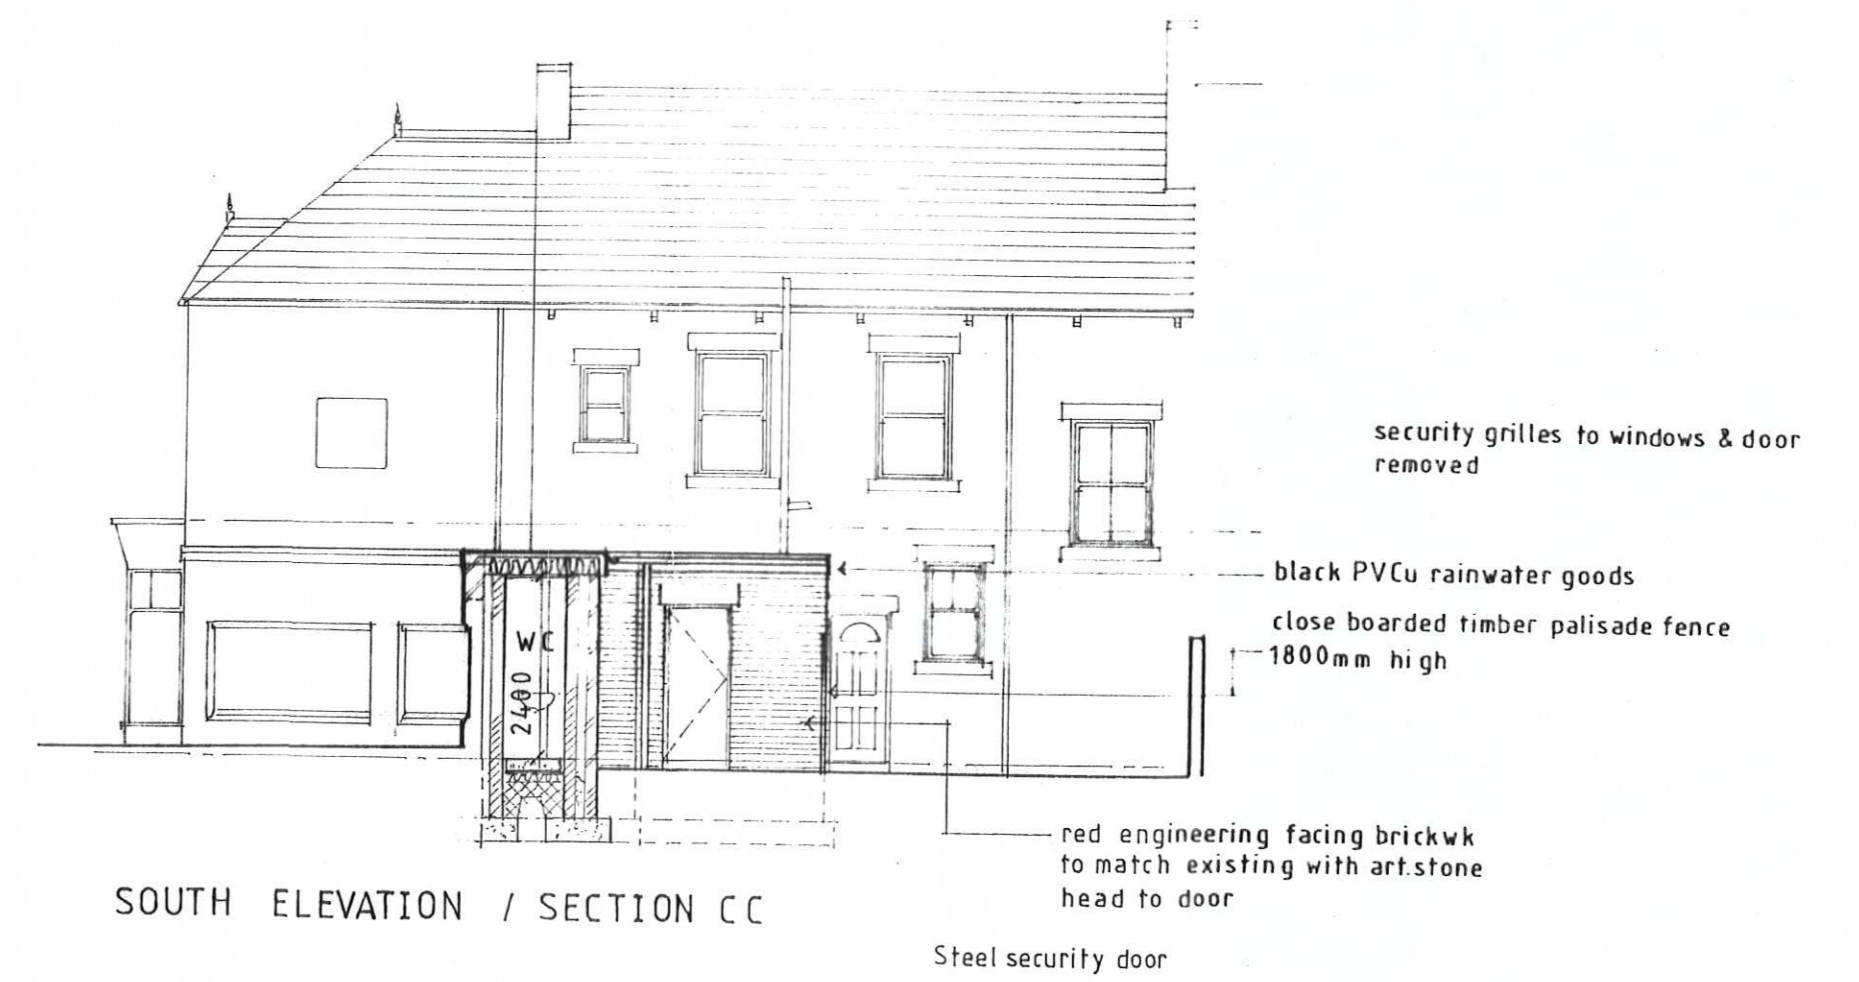 security grilles to windows & door
removed
black PVCu rainwater goods
close boarded timber palisade fence
1800mm high
WC
2400
red engineering facing brickwk
to match existing with art.stone
head to door
SOUTH ELEVATION / SECTION CC
Steel security door